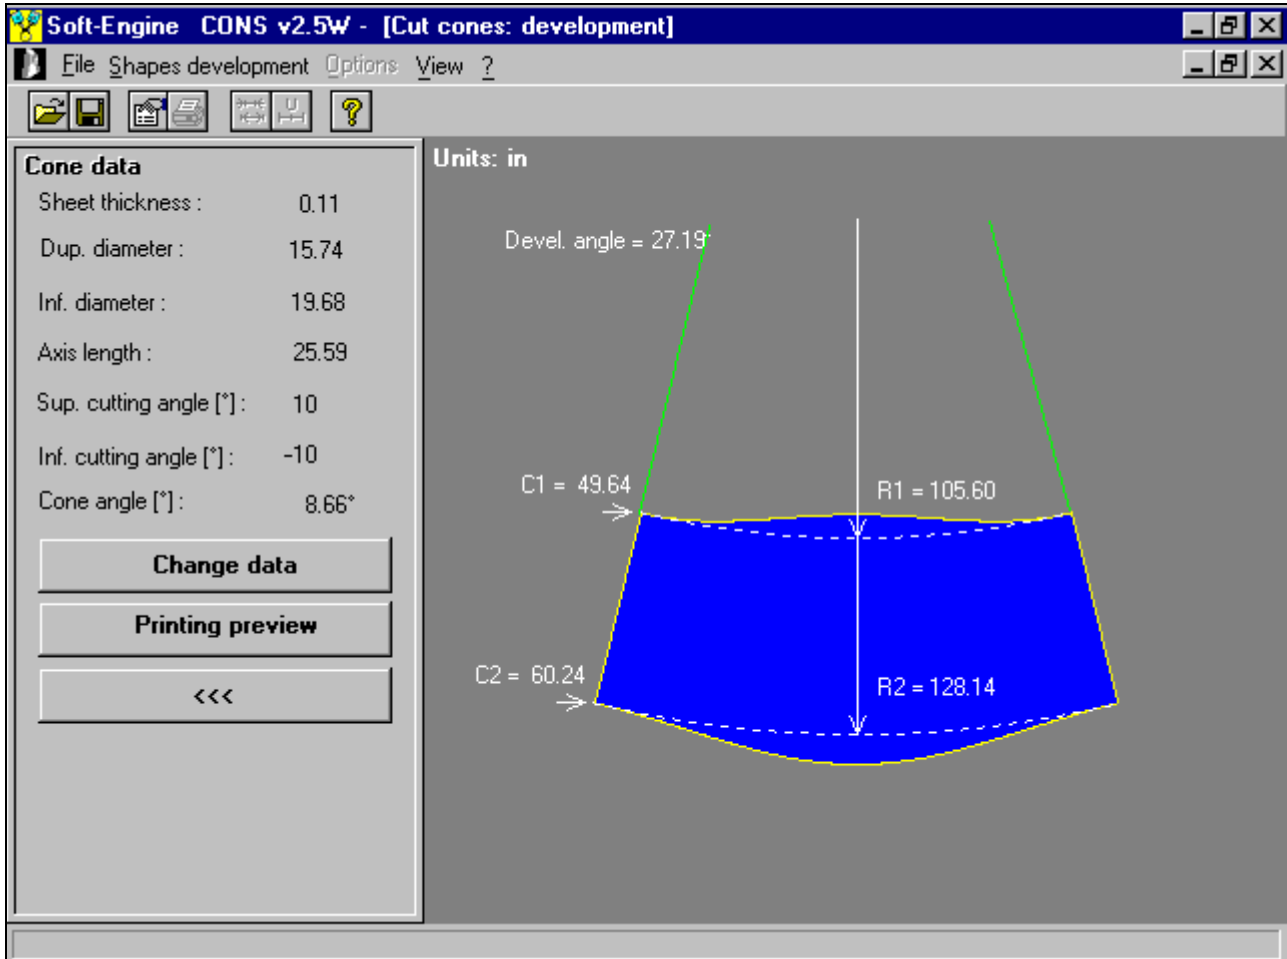 Soft-Engine CONS v2.5W - [Cut cones: development]
File Shapes development Options View ?
Cone data
Sheet thickness : 0.11
Dup. diameter : 15.74
Inf. diameter : 19.68
Axis length : 25.59
Sup. cutting angle [°] : 10
Inf. cutting angle [°] : -10
Cone angle [°] : 8.66°
Change data
Printing preview
<<<
Units: in
Devel. angle = 27.19°
C1 = 49.64
R1 = 105.60
C2 = 60.24
R2 = 128.14